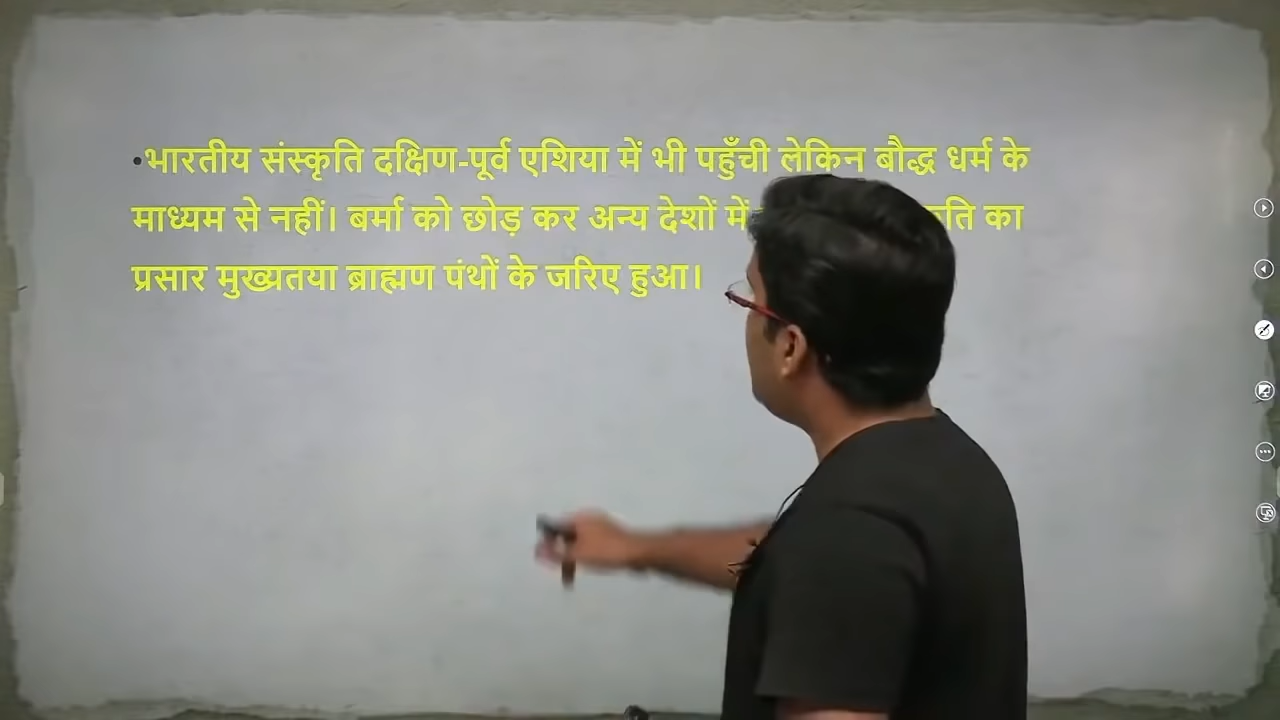 •भारतीय संस्कृति दक्षिण-पूर्व एशिया में भी पहुँची लेकिन बौद्ध धर्म के
माध्यम से नहीं। बर्मा को छोड़ कर अन्य देशों में का
प्रसार मुख्यतया ब्राह्मण पंथों के जरिए हुआ।